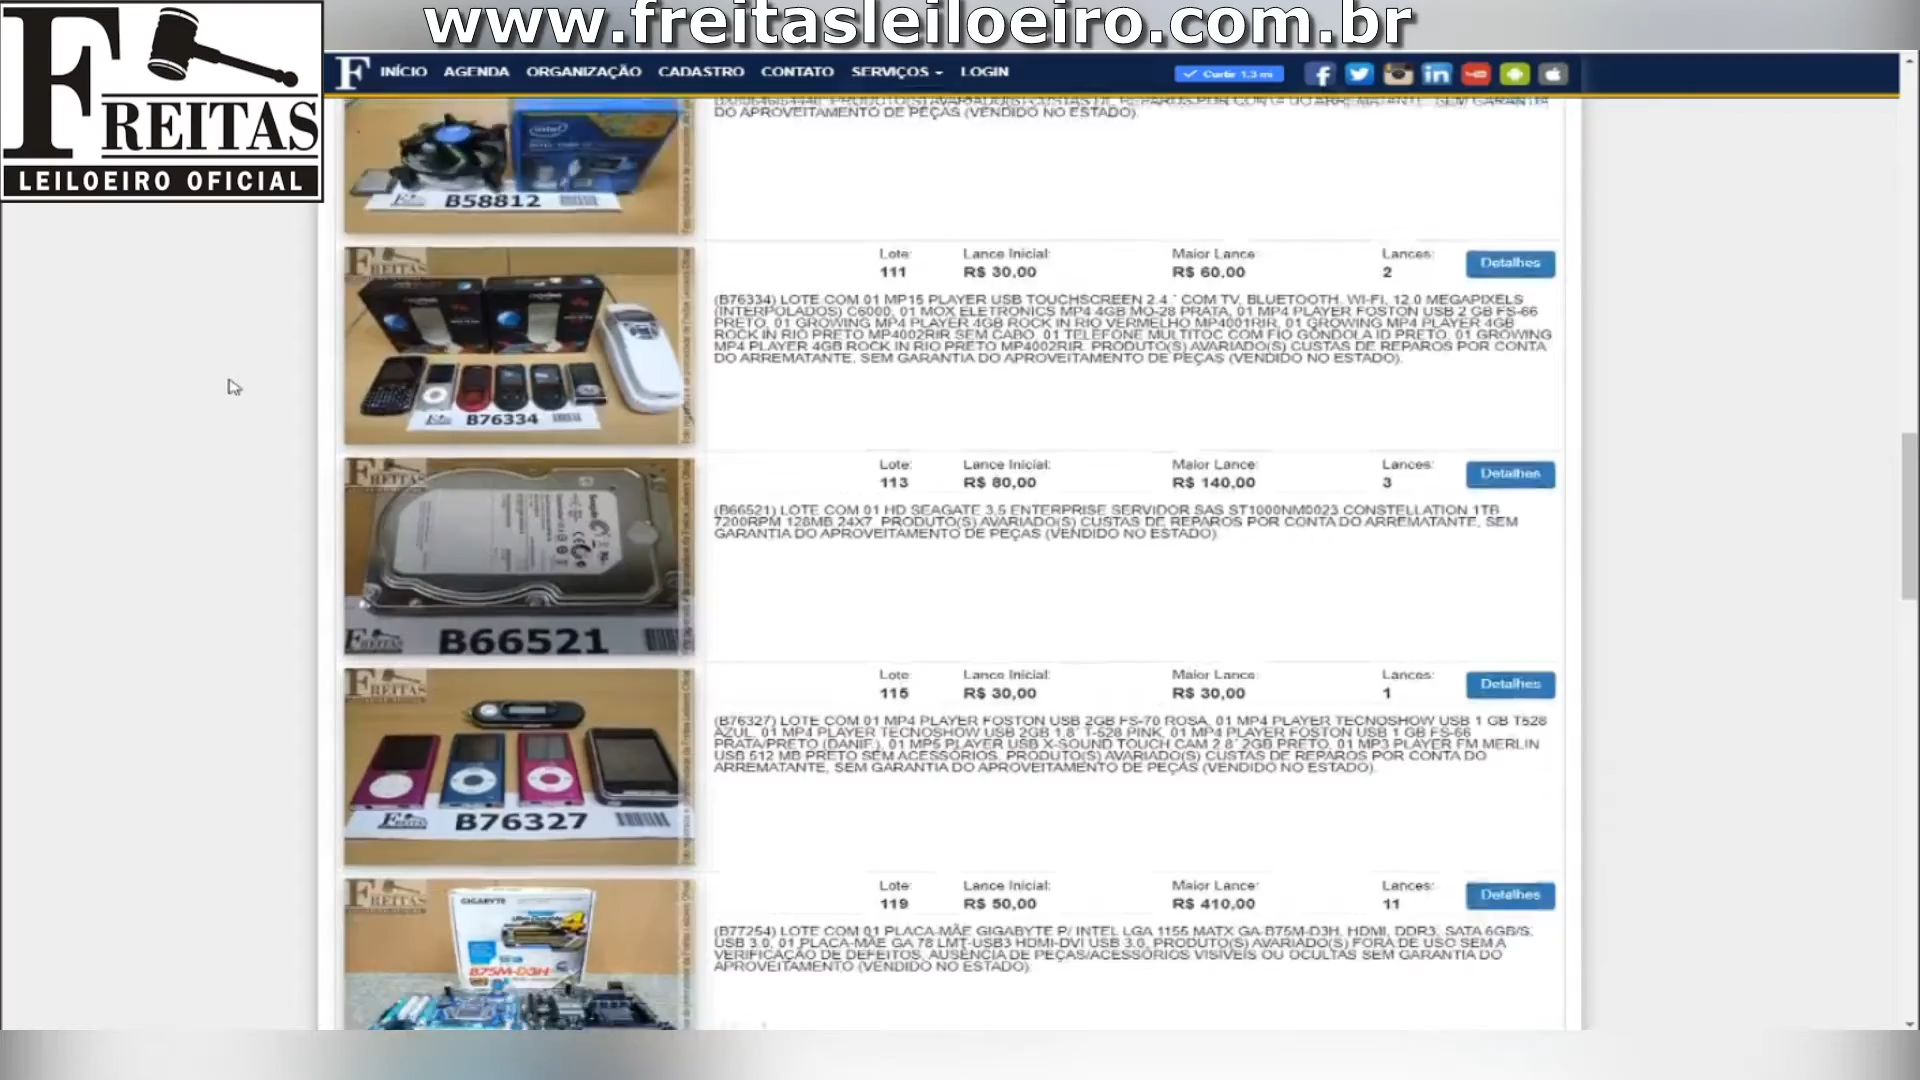 www.freitasleiloeiro.com.br
FREITAS
LEILOEIRO OFICIAL
F INÍCIO AGENDA ORGANIZAÇÃO CADASTRO CONTATO SERVIÇOS LOGIN
Curtir 1,3 mi
DO APROVEITAMENTO DE PEÇAS (VENDIDO NO ESTADO).
intel
B58812
Lote: Lance Inicial: Maior Lance: Lances: Detalhes
111 R$ 30,00 R$ 60,00 2
FREITAS
(B76334) LOTE COM 01 MP15 PLAYER USB TOUCHSCREEN 2.4 ¨ COM TV, BLUETOOTH, WI-FI, 12.0 MEGAPIXELS
(INTERPOLADOS) C6000, 01 MOX ELETRONICS MP4 4GB MO-28 PRATA, 01 MP4 PLAYER FOSTON USB 2 GB FS-66
PRETO, 01 GROWING MP4 PLAYER 4GB ROCK IN RIO VERMELHO MP4001RIR, 01 GROWING MP4 PLAYER 4GB
ROCK IN RIO PRETO MP4002RIR SEM CABO, 01 TELEFONE MULTITOC COM FIO GÔNDOLA ID PRETO, 01 GROWING
MP4 PLAYER 4GB ROCK IN RIO PRETO MP4002RIR. PRODUTO(S) AVARIADO(S) CUSTAS DE REPAROS POR CONTA
DO ARREMATANTE, SEM GARANTIA DO APROVEITAMENTO DE PEÇAS (VENDIDO NO ESTADO).
B76334
Lote: Lance Inicial: Maior Lance: Lances: Detalhes
113 R$ 80,00 R$ 140,00 3
FREITAS
(B66521) LOTE COM 01 HD SEAGATE 3,5 ENTERPRISE SERVIDOR SAS ST1000NM0023 CONSTELLATION 1TB
7200RPM 128MB 24X7. PRODUTO(S) AVARIADO(S) CUSTAS DE REPAROS POR CONTA DO ARREMATANTE, SEM
GARANTIA DO APROVEITAMENTO DE PEÇAS (VENDIDO NO ESTADO).
B66521
Lote: Lance Inicial: Maior Lance: Lances: Detalhes
115 R$ 30,00 R$ 30,00 1
FREITAS
(B76327) LOTE COM 01 MP4 PLAYER FOSTON USB 2GB FS-70 ROSA, 01 MP4 PLAYER TECNOSHOW USB 1 GB T528
AZUL, 01 MP4 PLAYER TECNOSHOW USB 2GB 1.8¨ T-528 PINK, 01 MP4 PLAYER FOSTON USB 1 GB FS-66
PRATA/PRETO (DANIF.), 01 MP5 PLAYER USB X-SOUND TOUCH CAM 2.8¨ 2GB PRETO, 01 MP3 PLAYER FM MERLIN
USB 512 MB PRETO SEM ACESSÓRIOS. PRODUTO(S) AVARIADO(S) CUSTAS DE REPAROS POR CONTA DO
ARREMATANTE, SEM GARANTIA DO APROVEITAMENTO DE PEÇAS (VENDIDO NO ESTADO).
B76327
Lote: Lance Inicial: Maior Lance: Lances: Detalhes
119 R$ 50,00 R$ 410,00 11
FREITAS
GIGABYTE
B75M-D3H
(B77254) LOTE COM 01 PLACA-MÃE GIGABYTE P/ INTEL LGA 1155 MATX GA-B75M-D3H, HDMI, DDR3, SATA 6GB/S,
USB 3.0, 01 PLACA-MÃE GA 78 LMT-USB3 HDMI-DVI USB 3.0, PRODUTO(S) AVARIADO(S) FORA DE USO SEM A
VERIFICAÇÃO DE DEFEITOS, AUSÊNCIA DE PEÇAS/ACESSÓRIOS VISÍVEIS OU OCULTAS SEM GARANTIA DO
APROVEITAMENTO (VENDIDO NO ESTADO).